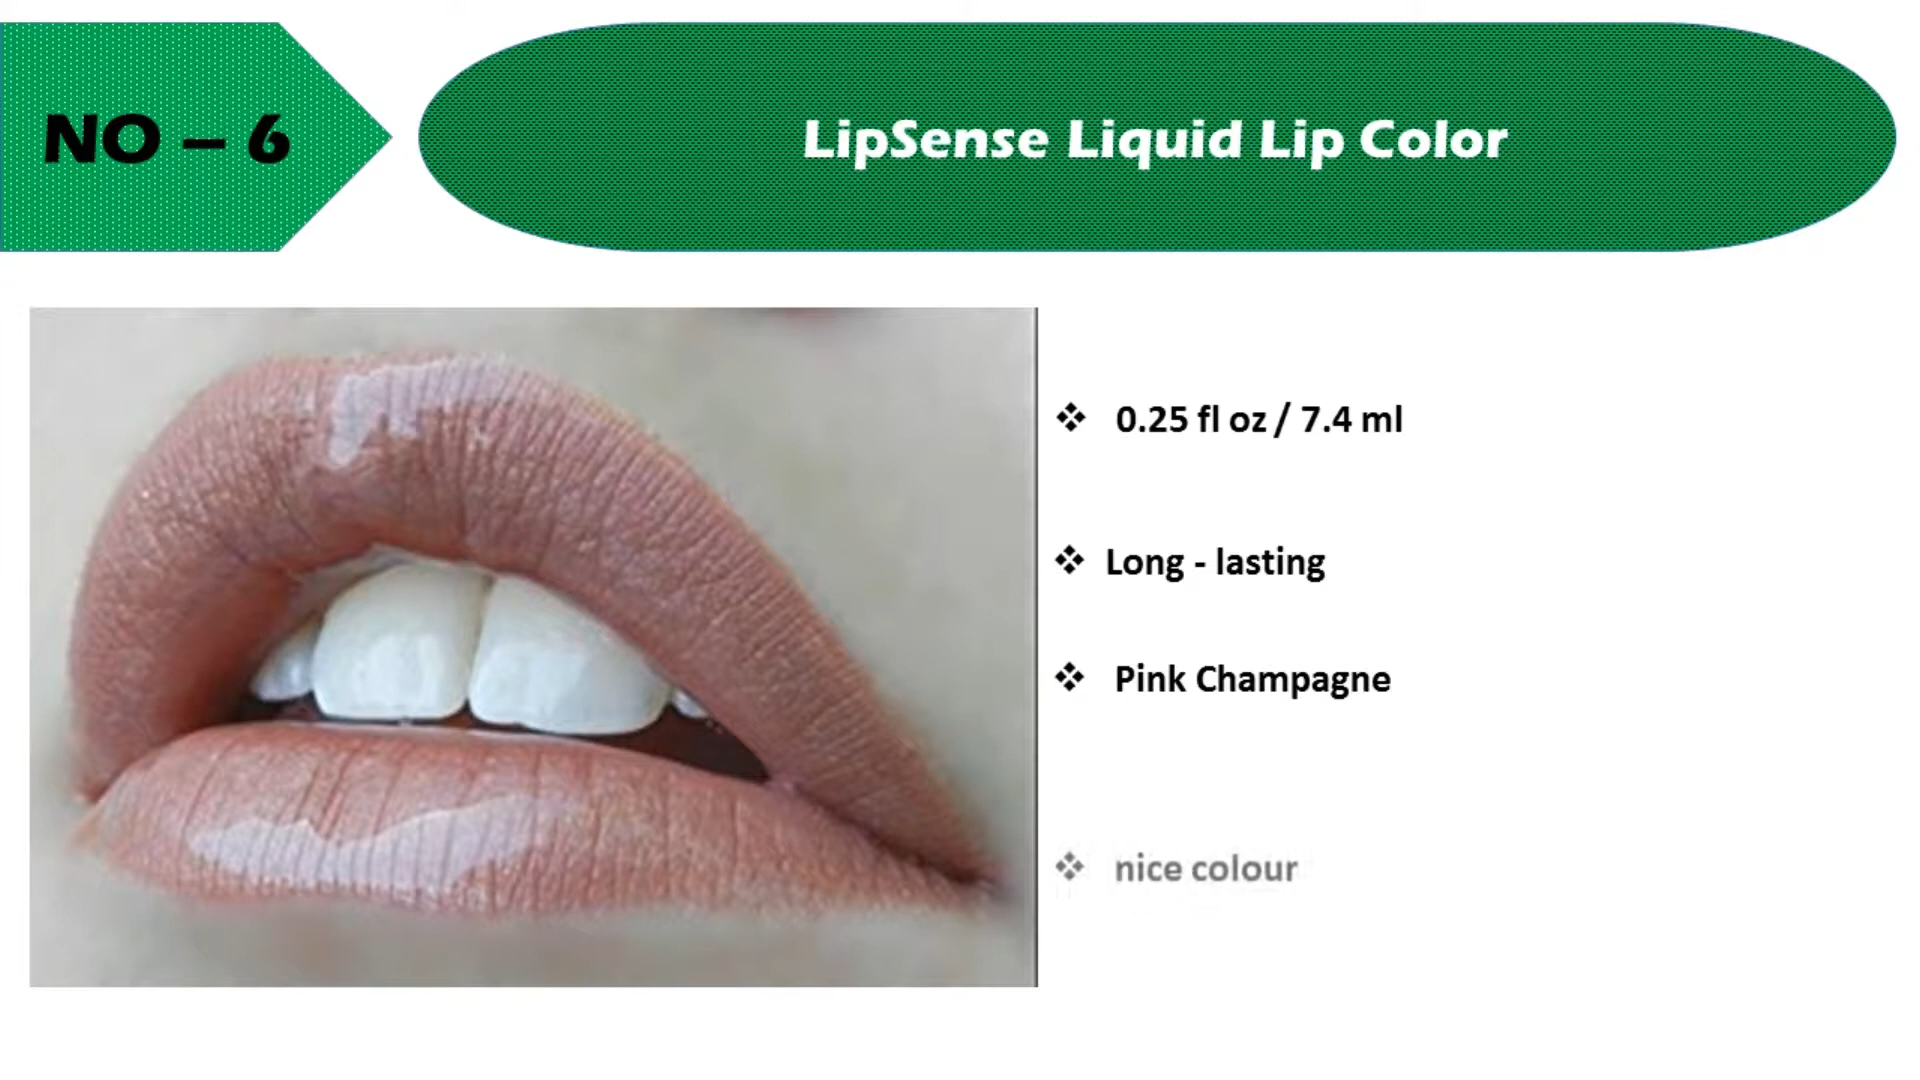 NO – 6
LipSense Liquid Lip Color
❖ 0.25 fl oz / 7.4 ml
❖ Long - lasting
❖ Pink Champagne
❖ nice colour